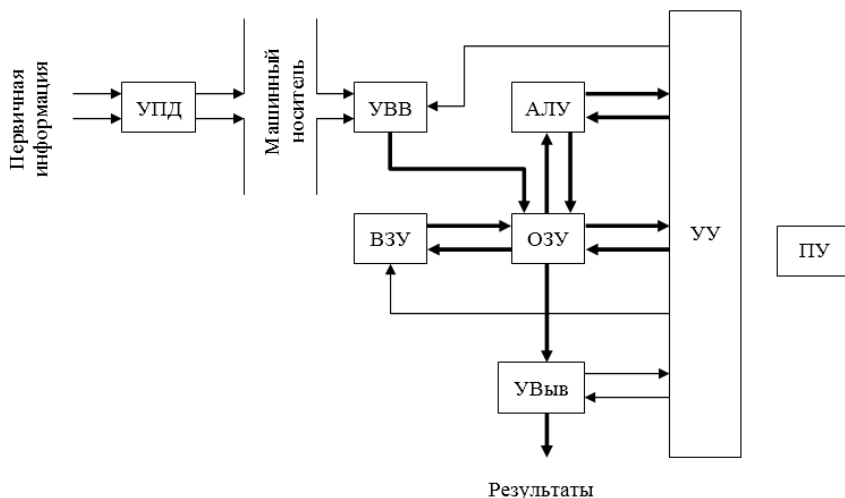 Первичная
информация
УПД
Машинный
носитель
УВВ
АЛУ
ВЗУ
ОЗУ
УУ
ПУ
УВыв
Результаты